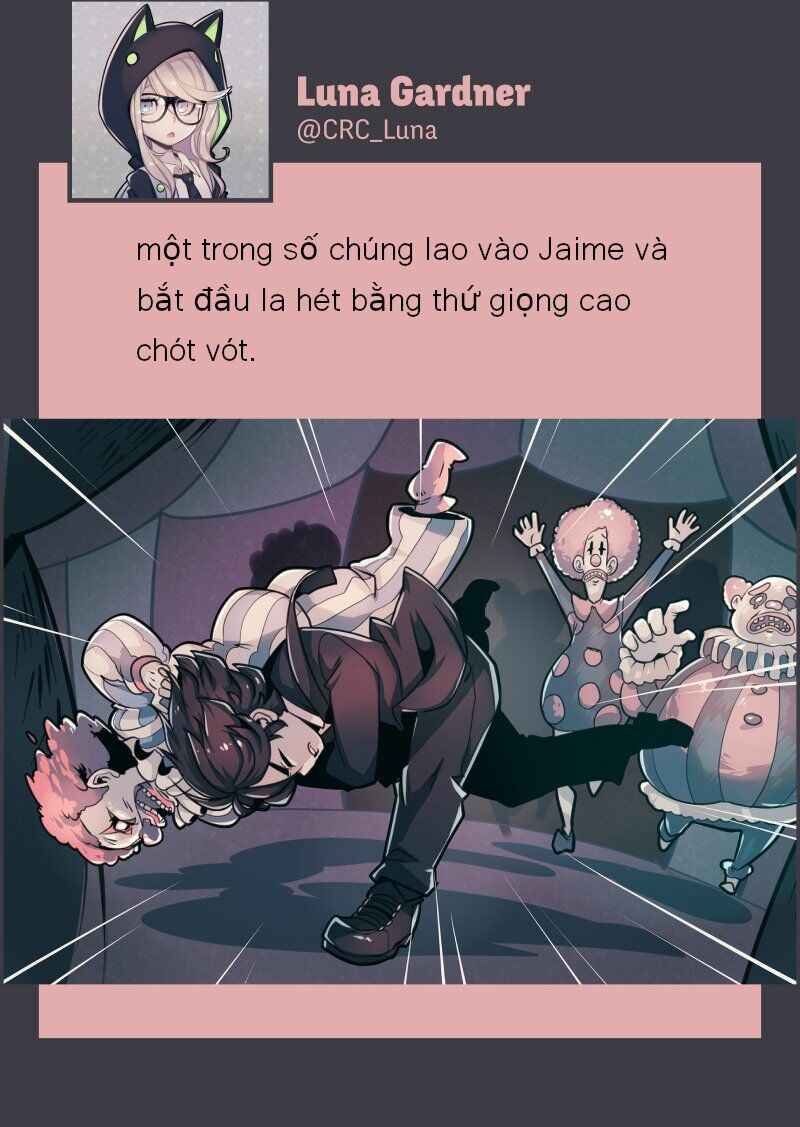 Luna Gardner
@CRC_Luna
một trong số chúng lao vào Jaime và
bắt đầu la hét bằng thứ giọng cao
chót vót.